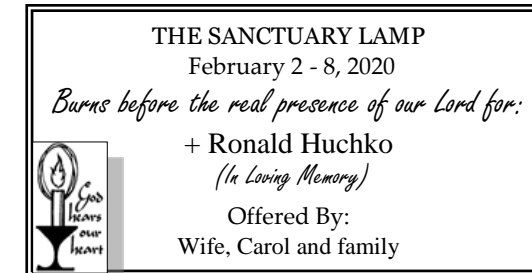 THE SANCTUARY LAMP
February 2 - 8, 2020
Burns before the real presence of our Lord for:
+ Ronald Huchko
(In Loving Memory)
Offered By:
Wife, Carol and family
God
hears
our
heart